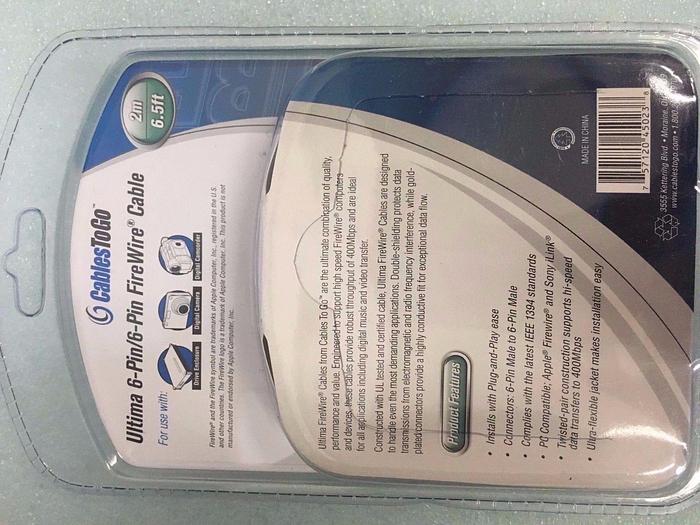 CablesToGo™
Ultima 6-Pin/6-Pin FireWire® Cable
2m
6.5ft
For use with:
Drive Enclosure
Digital Camera
Digital Camcorder
FireWire® and the FireWire symbol are trademarks of Apple Computer, Inc., registered in the U.S.
and other countries. The FireWire logo is a trademark of Apple Computer, Inc. This product is not
manufactured or endorsed by Apple Computer, Inc.
Ultima FireWire® Cables from Cables To Go™ are the ultimate combination of quality,
performance and value. Engineered to support high speed FireWire® computers
and devices, these cables provide robust throughput of 400Mbps and are ideal
for all applications including digital music and video transfer.
Constructed with UL tested and certified cable, Ultima FireWire® Cables are designed
to handle even the most demanding applications. Double-shielding protects data
transmissions from electromagnetic and radio frequency interference, while gold-
plated connectors provide a highly conductive fit for exceptional data flow.
Product Features
• Installs with Plug-and-Play ease
• Connectors: 6-Pin Male to 6-Pin Male
• Complies with the latest IEEE 1394 standards
• PC Compatible, Apple® Firewire® and Sony iLink®
• Twisted-pair construction supports hi-speed
data transfers to 400Mbps
• Ultra-flexible jacket makes installation easy
MADE IN CHINA
7 57120 45023 8
3555 Kettering Blvd • Moraine,
www.cablestogo.com • 1.800